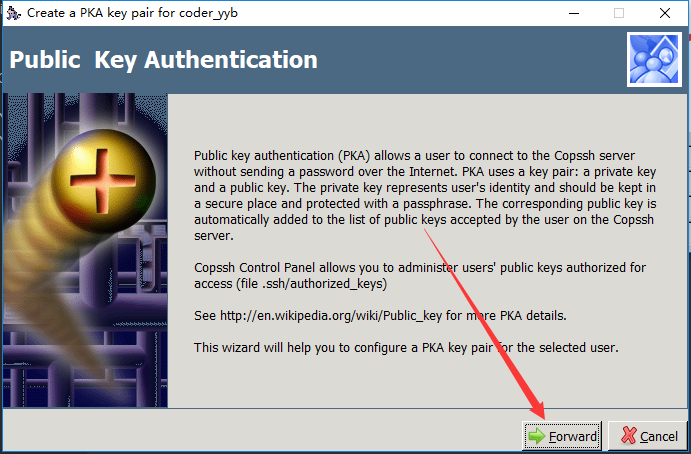 Create a PKA key pair for coder_yyb
Public Key Authentication
Public key authentication (PKA) allows a user to connect to the Copssh server
without sending a password over the Internet. PKA uses a key pair: a private key
and a public key. The private key represents user's identity and should be kept in
a secure place and protected with a passphrase. The corresponding public key is
automatically added to the list of public keys accepted by the user on the Copssh
server.
Copssh Control Panel allows you to administer users' public keys authorized for
access (file .ssh/authorized_keys)
See http://en.wikipedia.org/wiki/Public_key for more PKA details.
This wizard will help you to configure a PKA key pair for the selected user.
Forward
Cancel